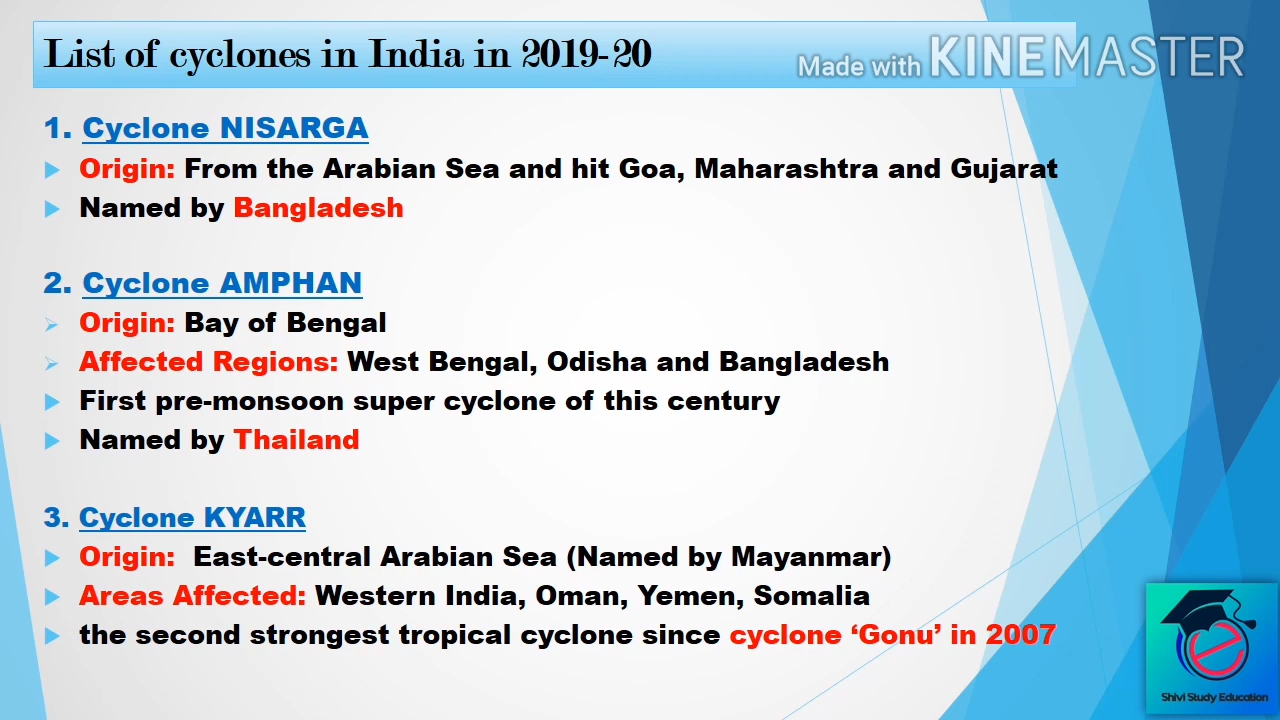 List of cyclones in India in 2019-20
Made with KINEMASTER
1. Cyclone NISARGA
Origin: From the Arabian Sea and hit Goa, Maharashtra and Gujarat
Named by Bangladesh
2. Cyclone AMPHAN
Origin: Bay of Bengal
Affected Regions: West Bengal, Odisha and Bangladesh
First pre-monsoon super cyclone of this century
Named by Thailand
3. Cyclone KYARR
Origin: East-central Arabian Sea (Named by Mayanmar)
Areas Affected: Western India, Oman, Yemen, Somalia
the second strongest tropical cyclone since cyclone ‘Gonu’ in 2007
Shivi Study Education